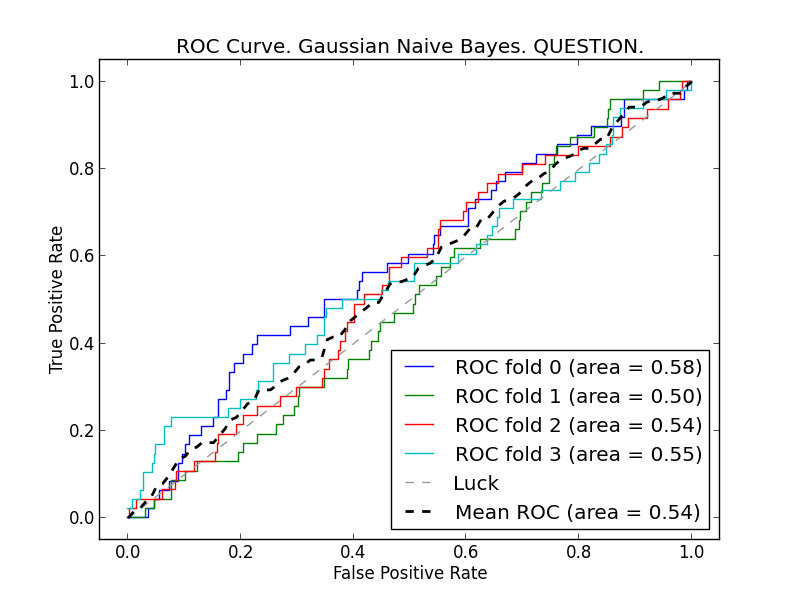 ROC Curve. Gaussian Naive Bayes. QUESTION.
True Positive Rate
1.0
0.8
0.6
0.4
0.2
0.0
ROC fold 0 (area = 0.58)
ROC fold 1 (area = 0.50)
ROC fold 2 (area = 0.54)
ROC fold 3 (area = 0.55)
Luck
Mean ROC (area = 0.54)
0.0 0.2 0.4 0.6 0.8 1.0
False Positive Rate